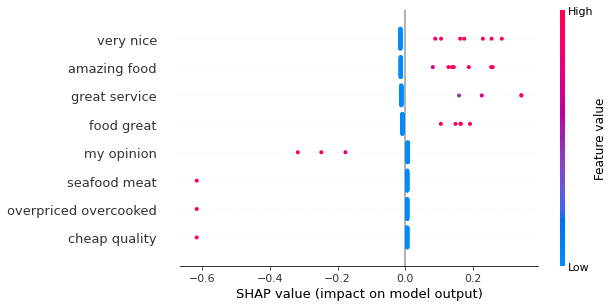 High
very nice
amazing food
great service
food great
my opinion
seafood meat
overpriced overcooked
cheap quality
Feature value
Low
−0.6 −0.4 −0.2 0.0 0.2
SHAP value (impact on model output)